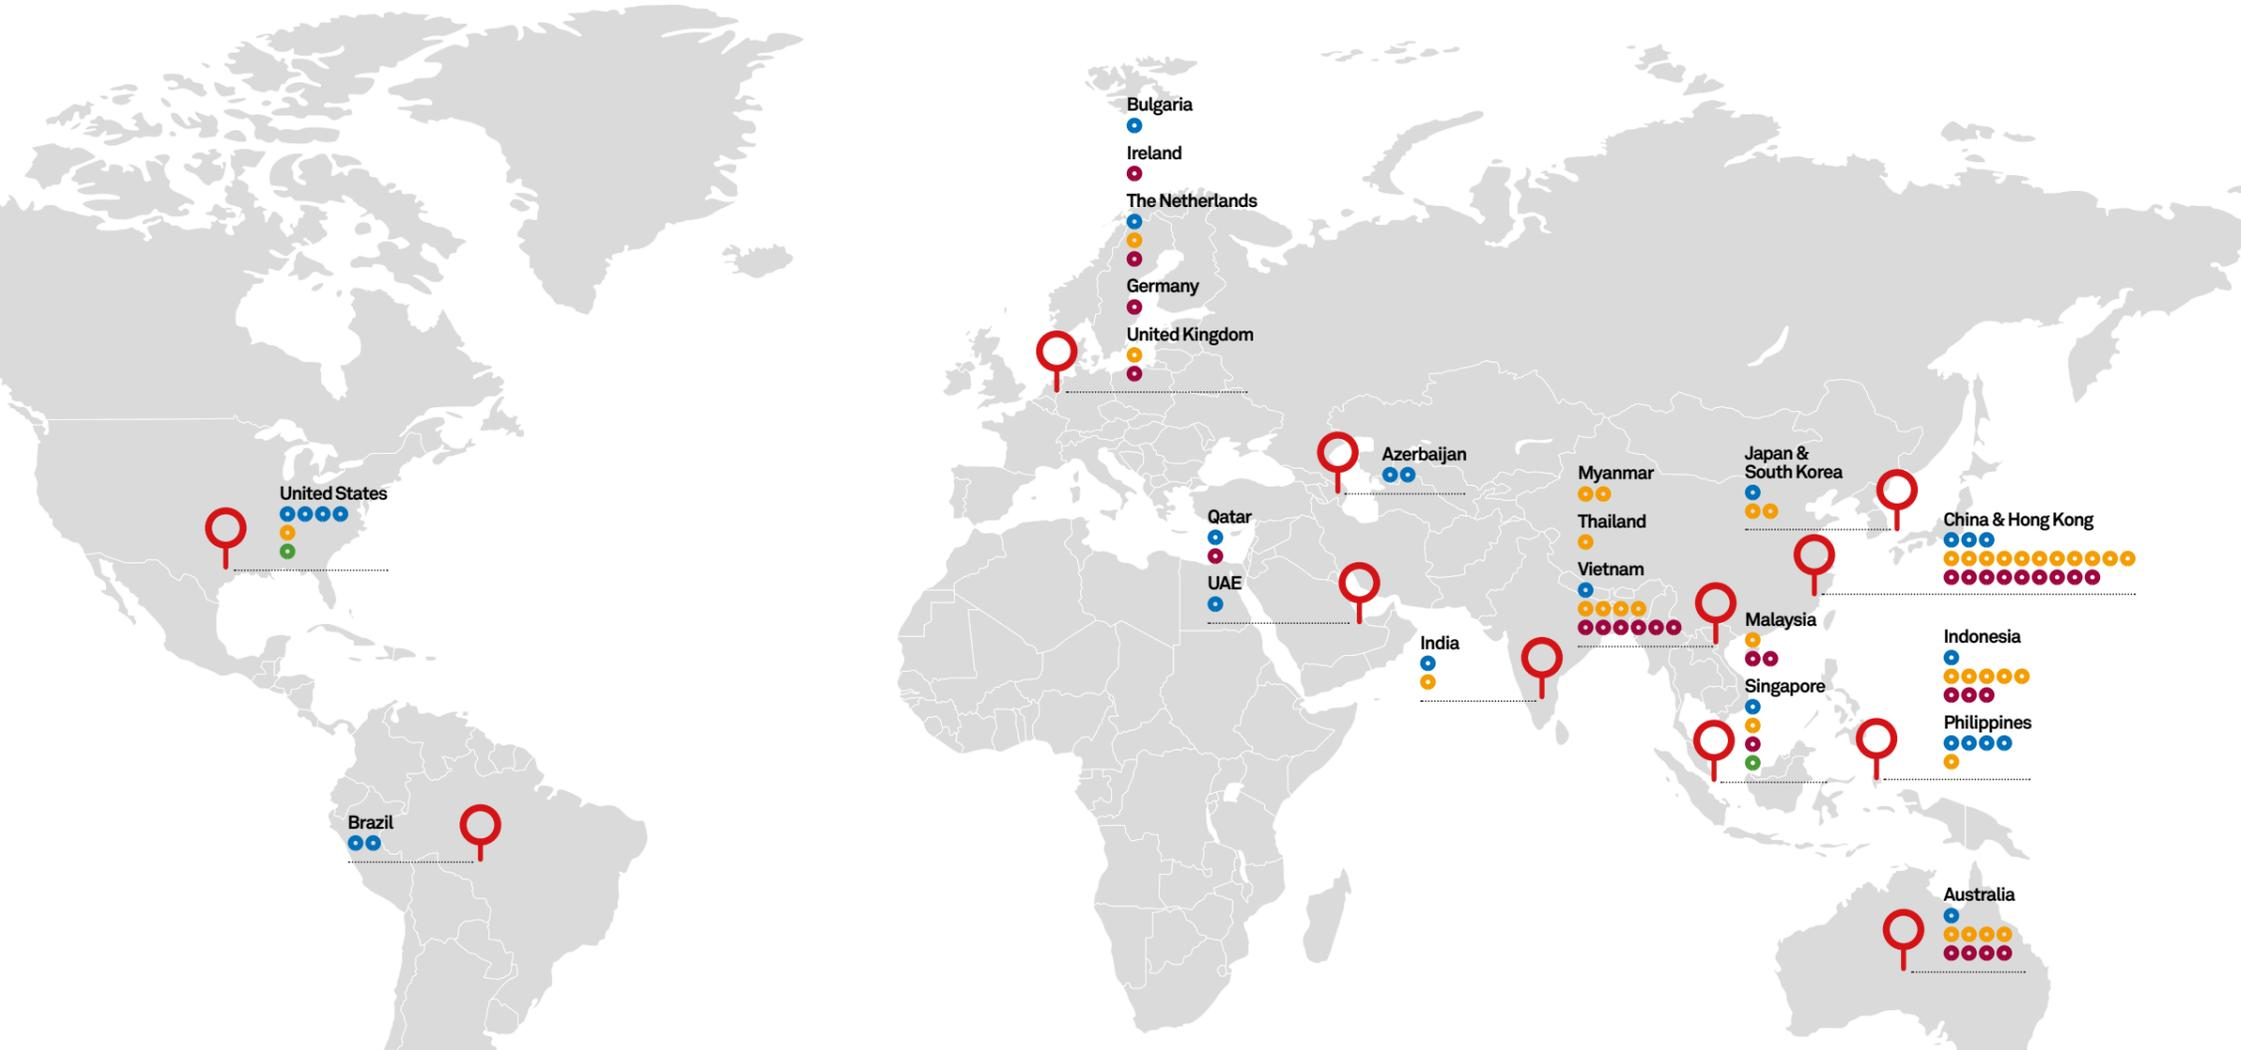 Bulgaria
Ireland
The Netherlands
Germany
United Kingdom
United States
Brazil
Azerbaijan
Qatar
UAE
India
Myanmar
Thailand
Vietnam
Japan &
South Korea
China & Hong Kong
Malaysia
Singapore
Indonesia
Philippines
Australia